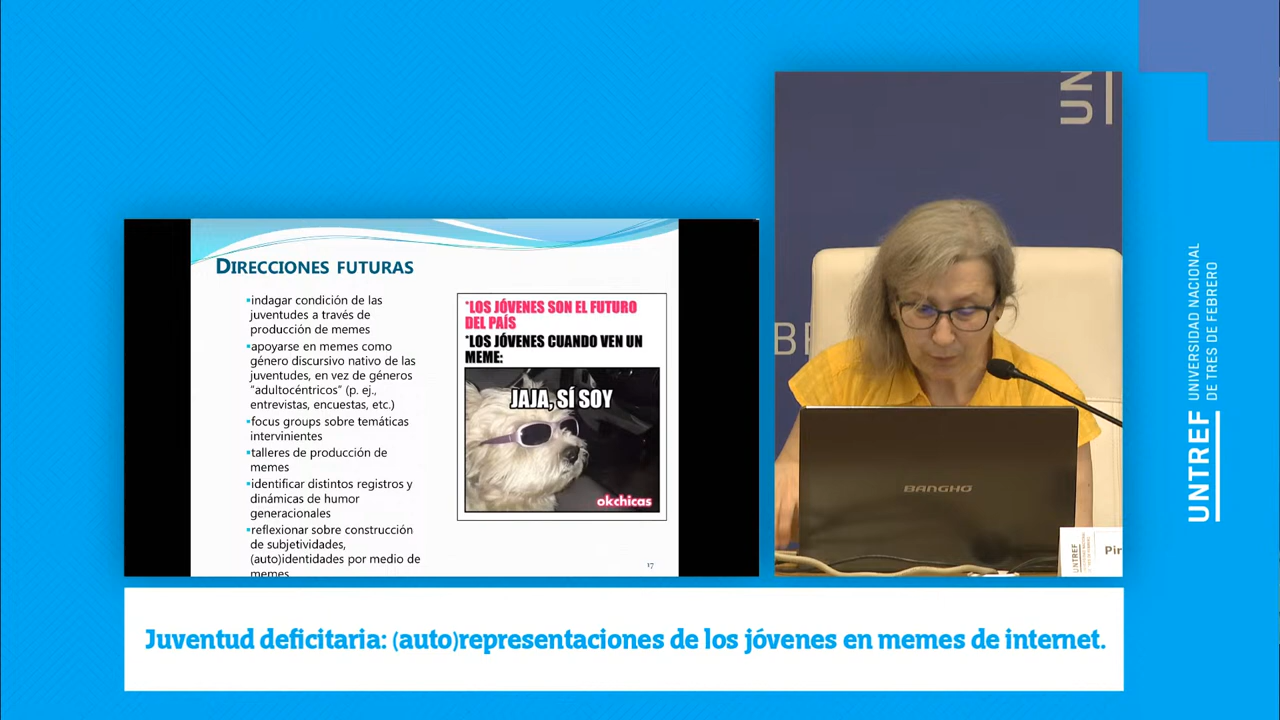 DIRECCIONES FUTURAS
▪indagar condición de las
juventudes a través de
producción de memes
▪apoyarse en memes como
género discursivo nativo de las
juventudes, en vez de géneros
“adultocéntricos” (p. ej.,
entrevistas, encuestas, etc.)
▪focus groups sobre temáticas
intervinientes
▪talleres de producción de
memes
▪identificar distintos registros y
dinámicas de humor
generacionales
▪reflexionar sobre construcción
de subjetividades,
(auto)identidades por medio de
memes
*LOS JÓVENES SON EL FUTURO
DEL PAÍS
*LOS JÓVENES CUANDO VEN UN
MEME:
JAJA, SÍ SOY
okchicas
17
UN
BANGHO
UNTREF
Pir
UNTREF
UNIVERSIDAD NACIONAL
DE TRES DE FEBRERO
Juventud deficitaria: (auto)representaciones de los jóvenes en memes de internet.